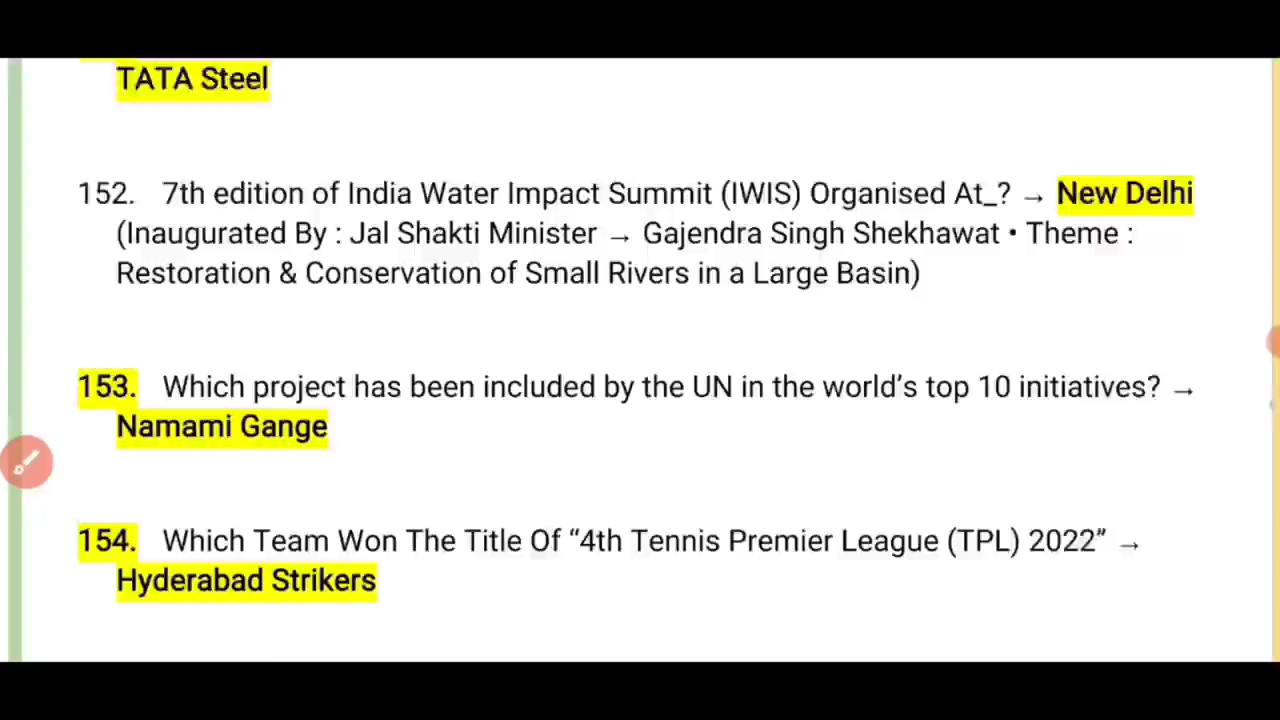 TATA Steel
152. 7th edition of India Water Impact Summit (IWIS) Organised At_? → New Delhi
(Inaugurated By : Jal Shakti Minister → Gajendra Singh Shekhawat • Theme :
Restoration & Conservation of Small Rivers in a Large Basin)
153. Which project has been included by the UN in the world’s top 10 initiatives? →
Namami Gange
154. Which Team Won The Title Of “4th Tennis Premier League (TPL) 2022” →
Hyderabad Strikers